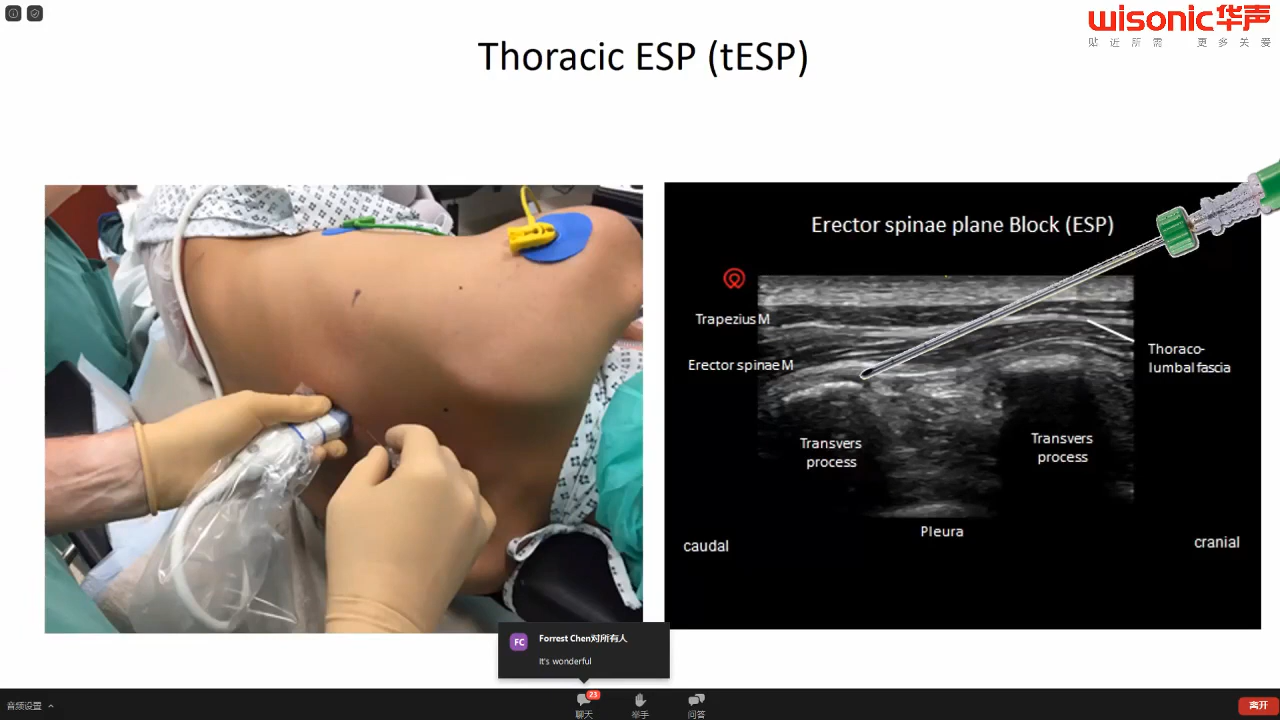 wisonic华声
贴近所需 更多关爱
Thoracic ESP (tESP)
Erector spinae plane Block (ESP)
Trapezius M
Erector spinae M
Thoraco-
lumbal fascia
Transvers
process
Transvers
process
Pleura
caudal
cranial
FC
Forrest Chen对所有人
It's wonderful
音频设置
23
聊天
举手
问答
离开